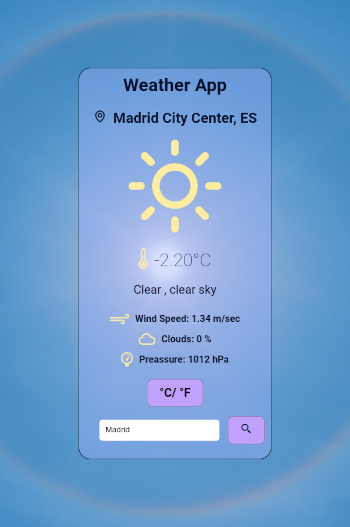 Weather App
Madrid City Center, ES
-2.20°C
Clear , clear sky
Wind Speed: 1.34 m/sec
Clouds: 0 %
Preassure: 1012 hPa
°C/ °F
Madrid